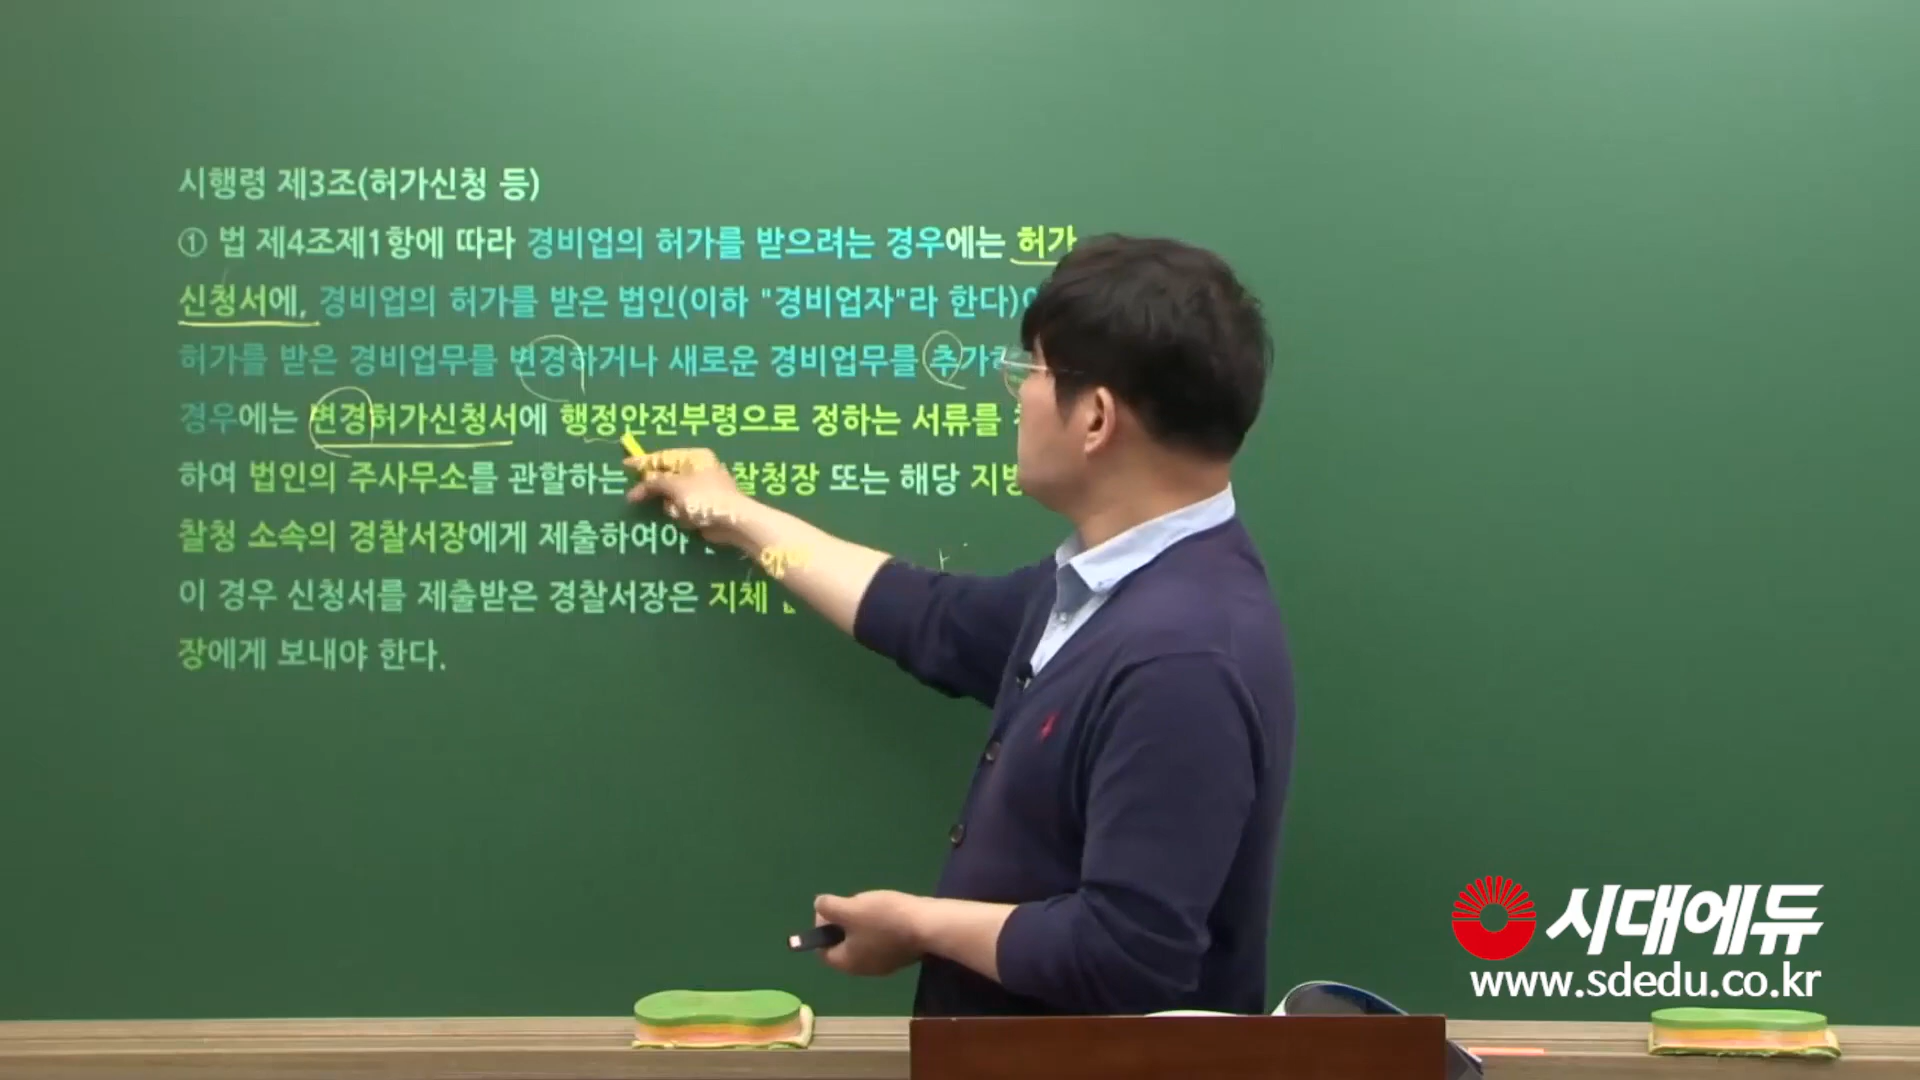 시행령 제3조(허가신청 등)
① 법 제4조제1항에 따라 경비업의 허가를 받으려는 경우에는 허가
신청서에, 경비업의 허가를 받은 법인(이하 "경비업자"라 한다)이
허가를 받은 경비업무를 변경하거나 새로운 경비업무를 추가하
경우에는 변경허가신청서에 행정안전부령으로 정하는 서류를
하여 법인의 주사무소를 관할하는 찰청장 또는 해당 지방
찰청 소속의 경찰서장에게 제출하여야
이 경우 신청서를 제출받은 경찰서장은 지체
장에게 보내야 한다.
시대에듀
www.sdedu.co.kr